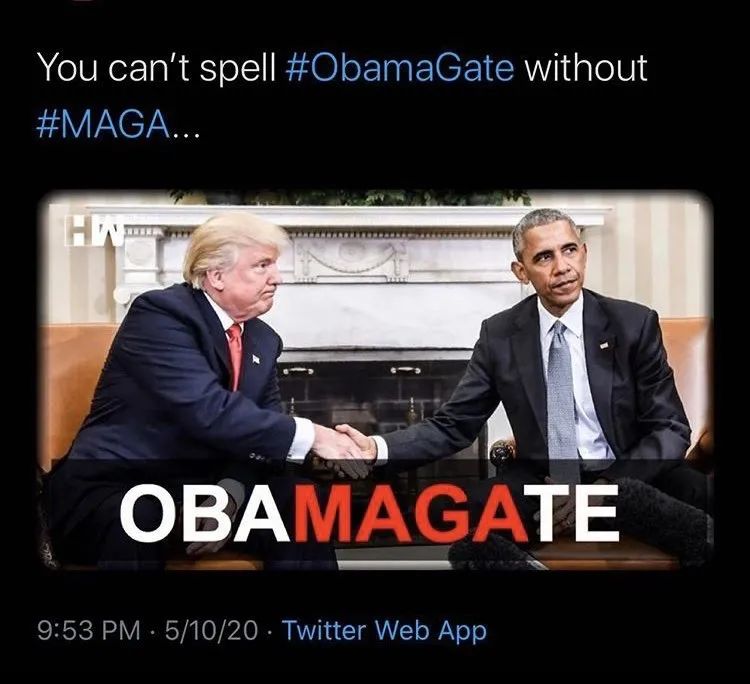 You can’t spell #ObamaGate without
#MAGA...
HW
OBAMAGATE
9:53 PM · 5/10/20 · Twitter Web App